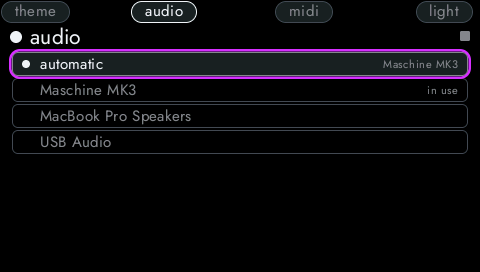 theme audio midi light
audio
automatic Maschine MK3
Maschine MK3 in use
MacBook Pro Speakers
USB Audio